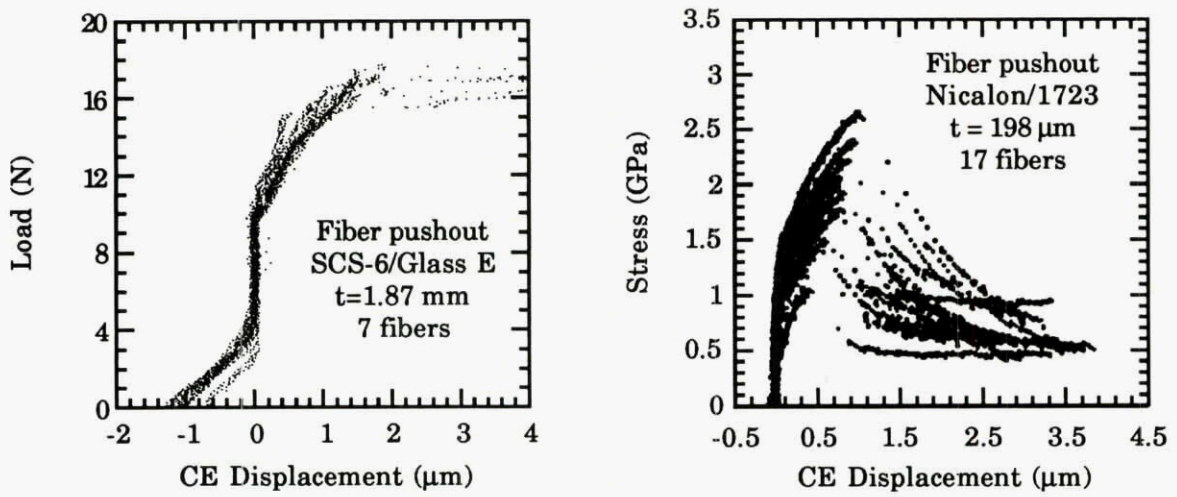 20
16
12
8
4
0
Load (N)
Fiber pushout
SCS-6/Glass E
t=1.87 mm
7 fibers
-2 -1 0 1 2 3 4
CE Displacement (μm)
3.5
3
2.5
2
1.5
1
0.5
0
Stress (GPa)
Fiber pushout
Nicalon/1723
t = 198 μm
17 fibers
-0.5 0.5 1.5 2.5 3.5 4.5
CE Displacement (μm)